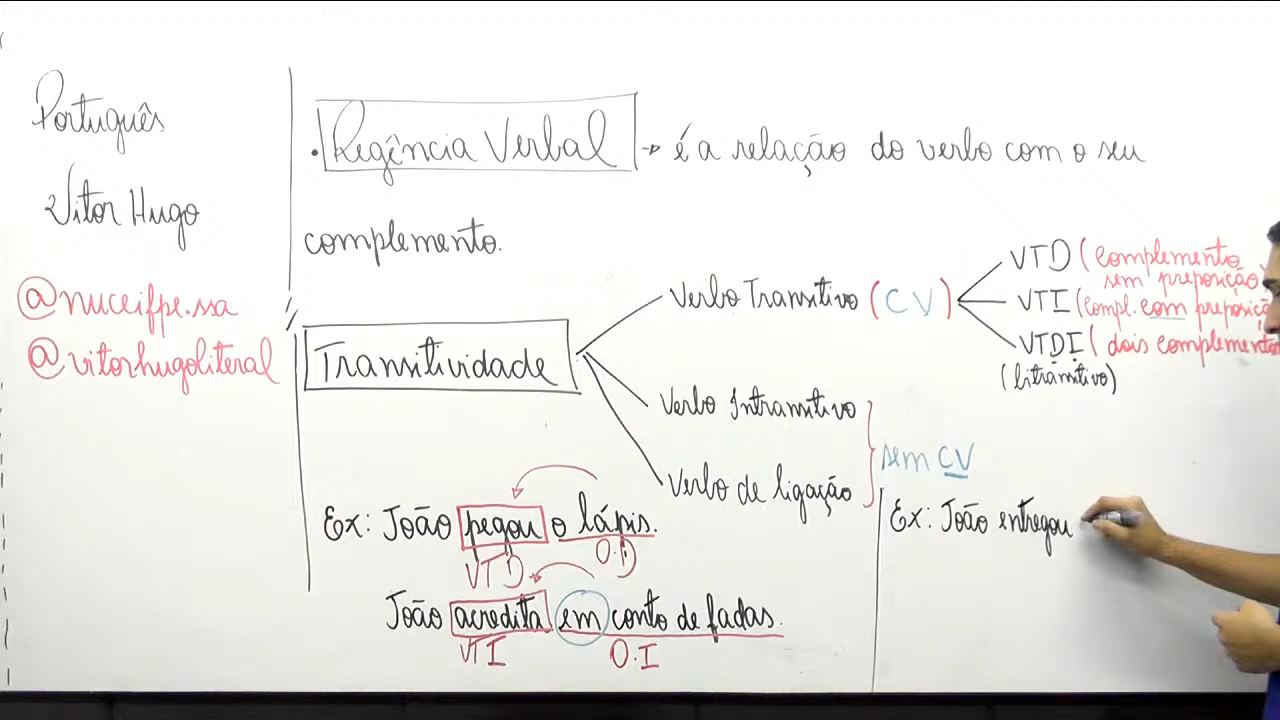 Português
Vitor Hugo
@nuceifpe.ssa
@vitorhugoliteral
• Regência Verbal → é a relação do verbo com o seu
complemento.
Transitividade
Verbo Transitivo (CV)
VTD (complemento
sem preposição
VTI (compl. com preposiçã
VTDI (dois complemento
(bitransitivo)
Verbo Intransitivo
Verbo de ligação
sem CV
Ex: João pegou o lápis.
VTD O.D
João acredita em conto de fadas.
VTI O.I
Ex: João entregou